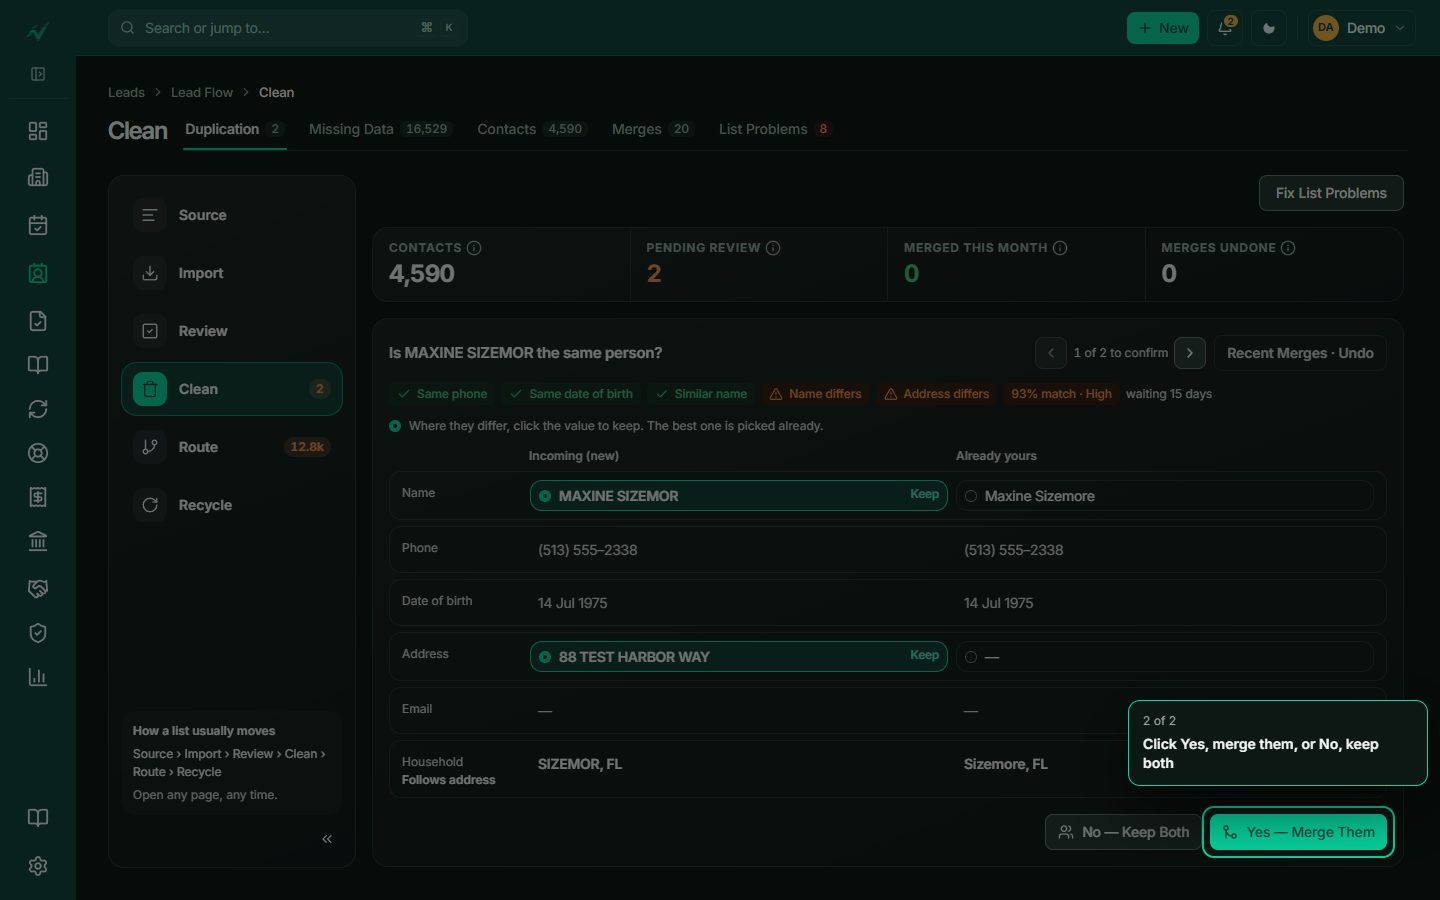 Search or jump to...
⌘ K
New
2
DA
Demo
Leads > Lead Flow > Clean
Clean
Duplication 2
Missing Data 16,529
Contacts 4,590
Merges 20
List Problems 8
Source
Import
Review
Clean 2
Route 12.8k
Recycle
How a list usually moves
Source › Import › Review › Clean ›
Route › Recycle
Open any page, any time.
Fix List Problems
CONTACTS
4,590
PENDING REVIEW
2
MERGED THIS MONTH
0
MERGES UNDONE
0
Is MAXINE SIZEMOR the same person?
1 of 2 to confirm
Recent Merges · Undo
Same phone
Same date of birth
Similar name
Name differs
Address differs
93% match · High
waiting 15 days
Where they differ, click the value to keep. The best one is picked already.
Incoming (new)
Already yours
Name
MAXINE SIZEMOR
Keep
Maxine Sizemore
Phone
(513) 555–2338
(513) 555–2338
Date of birth
14 Jul 1975
14 Jul 1975
Address
88 TEST HARBOR WAY
Keep
—
Email
—
—
Household
Follows address
SIZEMOR, FL
Sizemore, FL
2 of 2
Click Yes, merge them, or No, keep
both
No — Keep Both
Yes — Merge Them